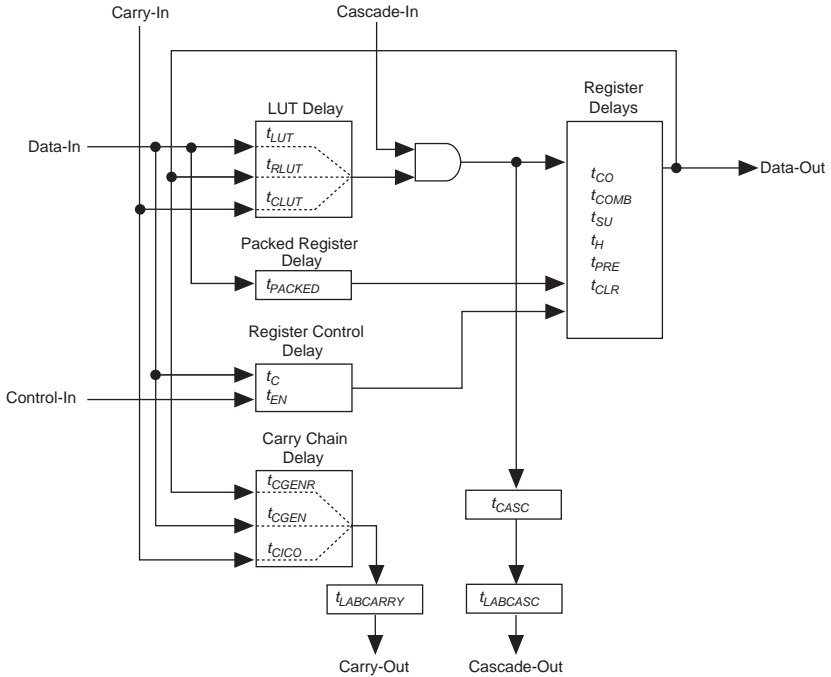 Carry-In
Cascade-In
LUT Delay
Register
Delays
Data-In
tLUT
tRLUT
tCLUT
tCO
tCOMB
tSU
tH
tPRE
tCLR
Data-Out
Packed Register
Delay
tPACKED
Register Control
Delay
tC
tEN
Control-In
Carry Chain
Delay
tCGENR
tCGEN
tCICO
tCASC
tLABCARRY
tLABCASC
Carry-Out
Cascade-Out